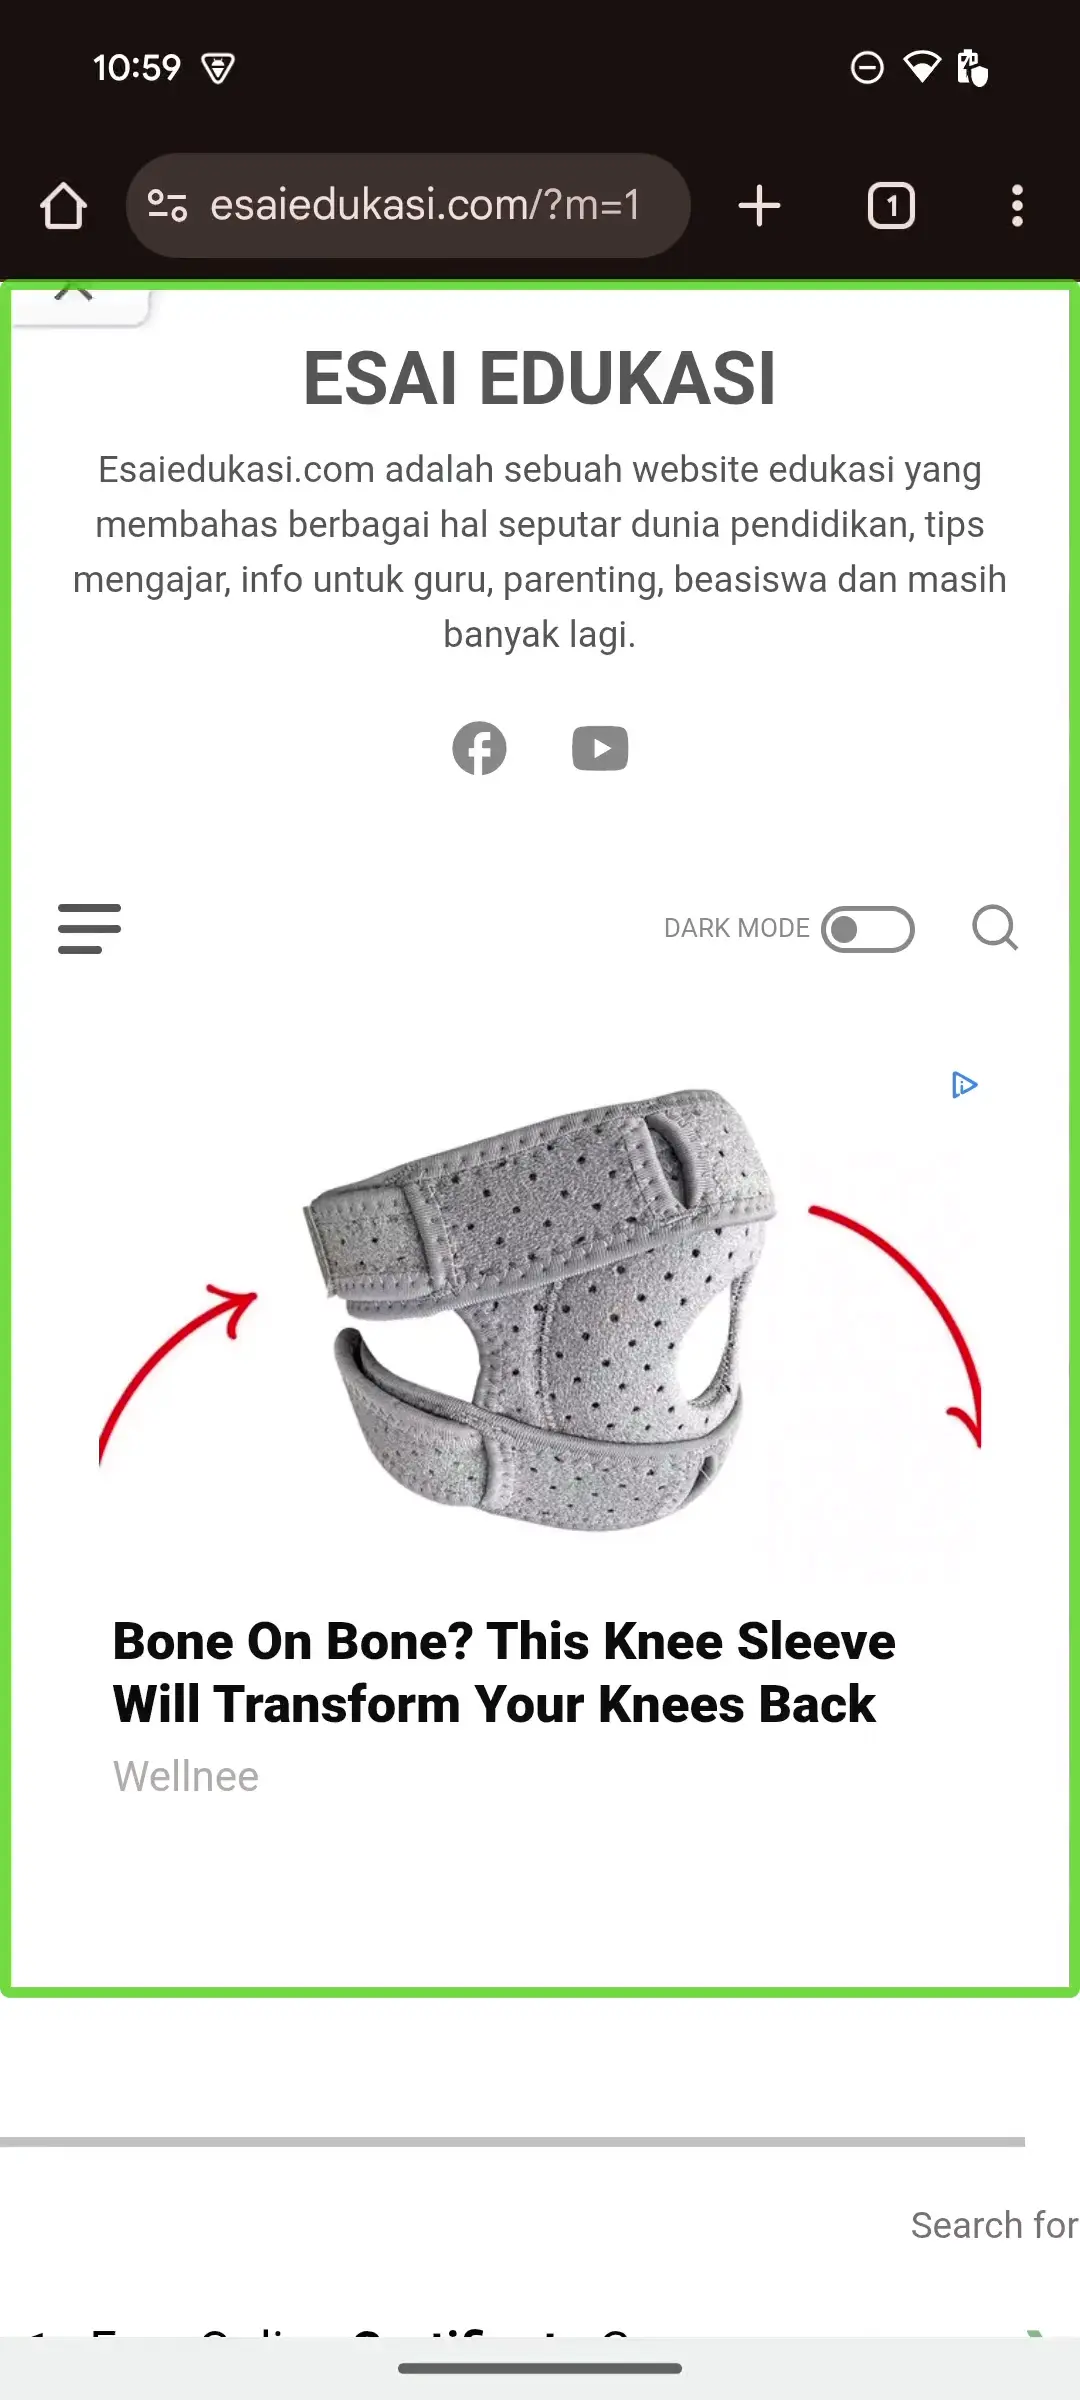 10:59
esaiedukasi.com/?m=1
1
ESAI EDUKASI
Esaiedukasi.com adalah sebuah website edukasi yang
membahas berbagai hal seputar dunia pendidikan, tips
mengajar, info untuk guru, parenting, beasiswa dan masih
banyak lagi.
DARK MODE
Bone On Bone? This Knee Sleeve
Will Transform Your Knees Back
Wellnee
Search for